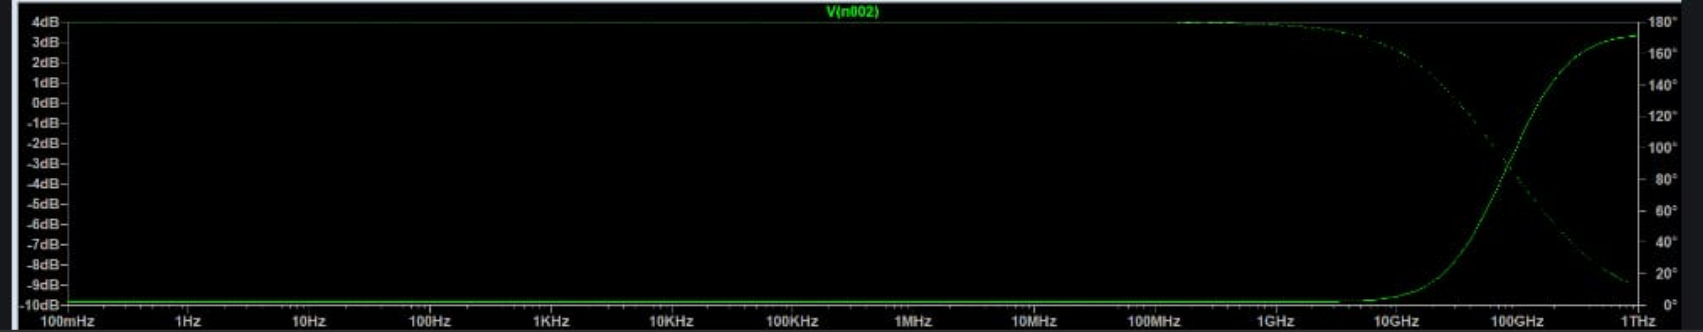 V(n002)
4dB
3dB
2dB
1dB
0dB
-1dB
-2dB
-3dB
-4dB
-5dB
-6dB
-7dB
-8dB
-9dB
-10dB
180°
160°
140°
120°
100°
80°
60°
40°
20°
0°
100mHz 1Hz 10Hz 100Hz 1KHz 10KHz 100KHz 1MHz 10MHz 100MHz 1GHz 10GHz 100GHz 1THz